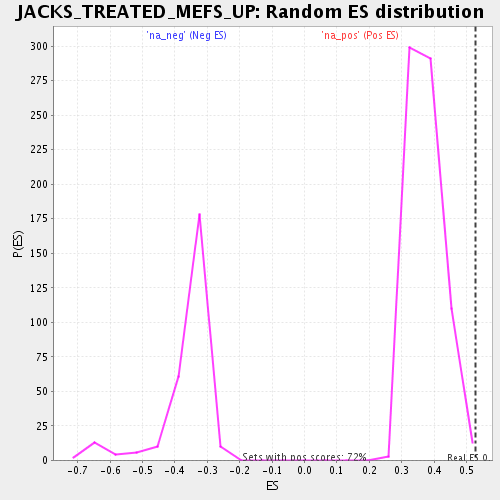 JACKS_TREATED_MEFS_UP: Random ES distribution
'na_neg' (Neg ES) 'na_pos' (Pos ES)
300
275
250
225
200
175
150
125
100
75
50
25
0
P(ES)
Sets with pos scores: 72%
Real ES 0
-0.7 -0.6 -0.5 -0.4 -0.3 -0.2 -0.1 0.0 0.1 0.2 0.3 0.4 0.5
ES